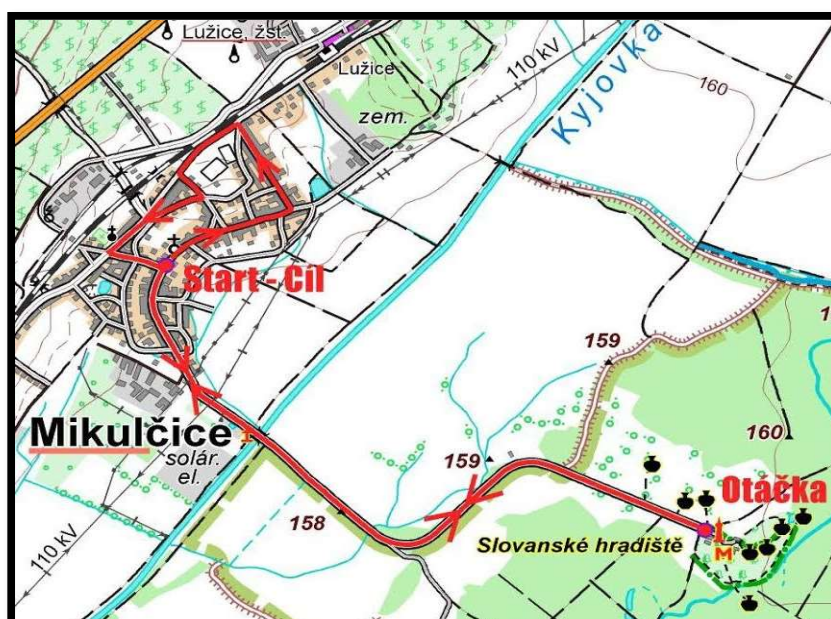 Lužice, žst.
Lužice
110 kV
Kyjovka
160
zem.
Start - Cíl
159
Mikulčice
solár.
el.
159
160
158
Otáčka
110 kV
Slovanské hradiště
M